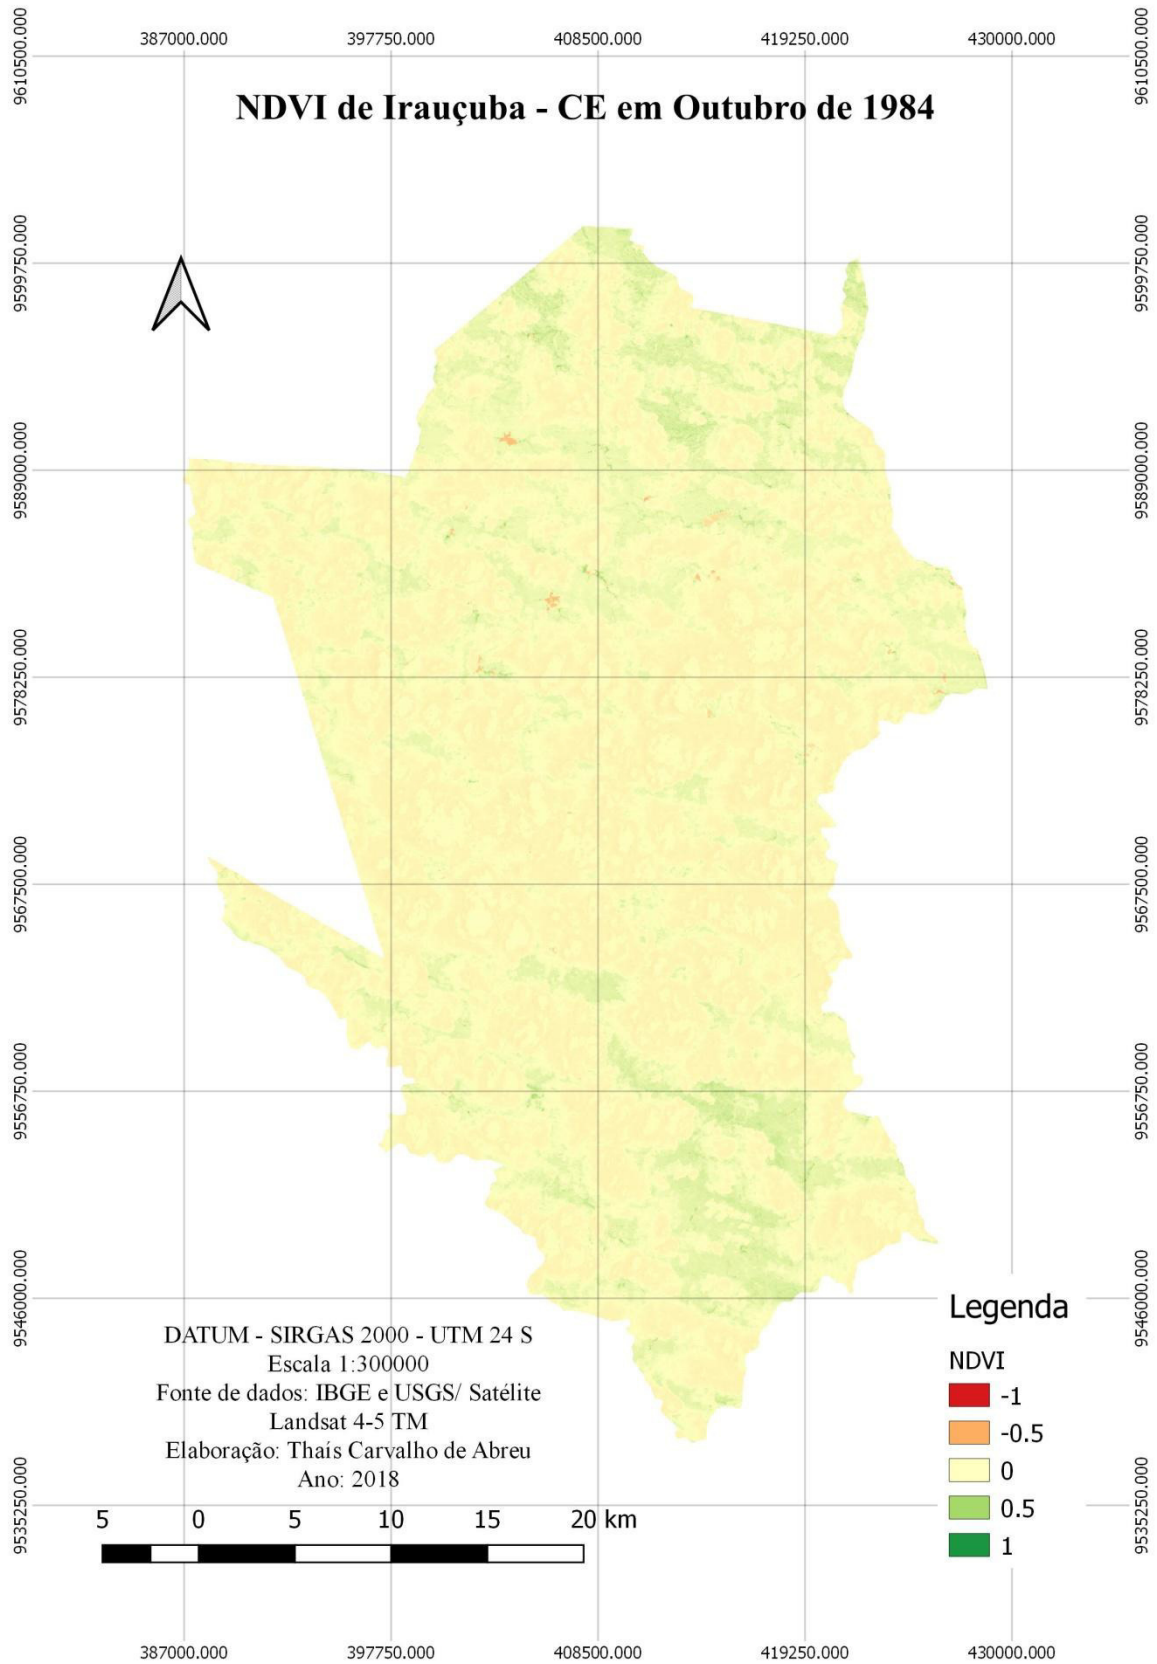 387000.000 397750.000 408500.000 419250.000 430000.000
9610500.000 9610500.000
NDVI de Irauçuba - CE em Outubro de 1984
9599750.000 9599750.000
9589000.000 9589000.000
9578250.000 9578250.000
9567500.000 9567500.000
9556750.000 9556750.000
9546000.000 9546000.000
DATUM - SIRGAS 2000 - UTM 24 S
Escala 1:300000
Fonte de dados: IBGE e USGS/ Satélite
Landsat 4-5 TM
Elaboração: Thaís Carvalho de Abreu
Ano: 2018
Legenda
NDVI
-1
-0.5
0
0.5
1
9535250.000 9535250.000
5 0 5 10 15 20 km
387000.000 397750.000 408500.000 419250.000 430000.000